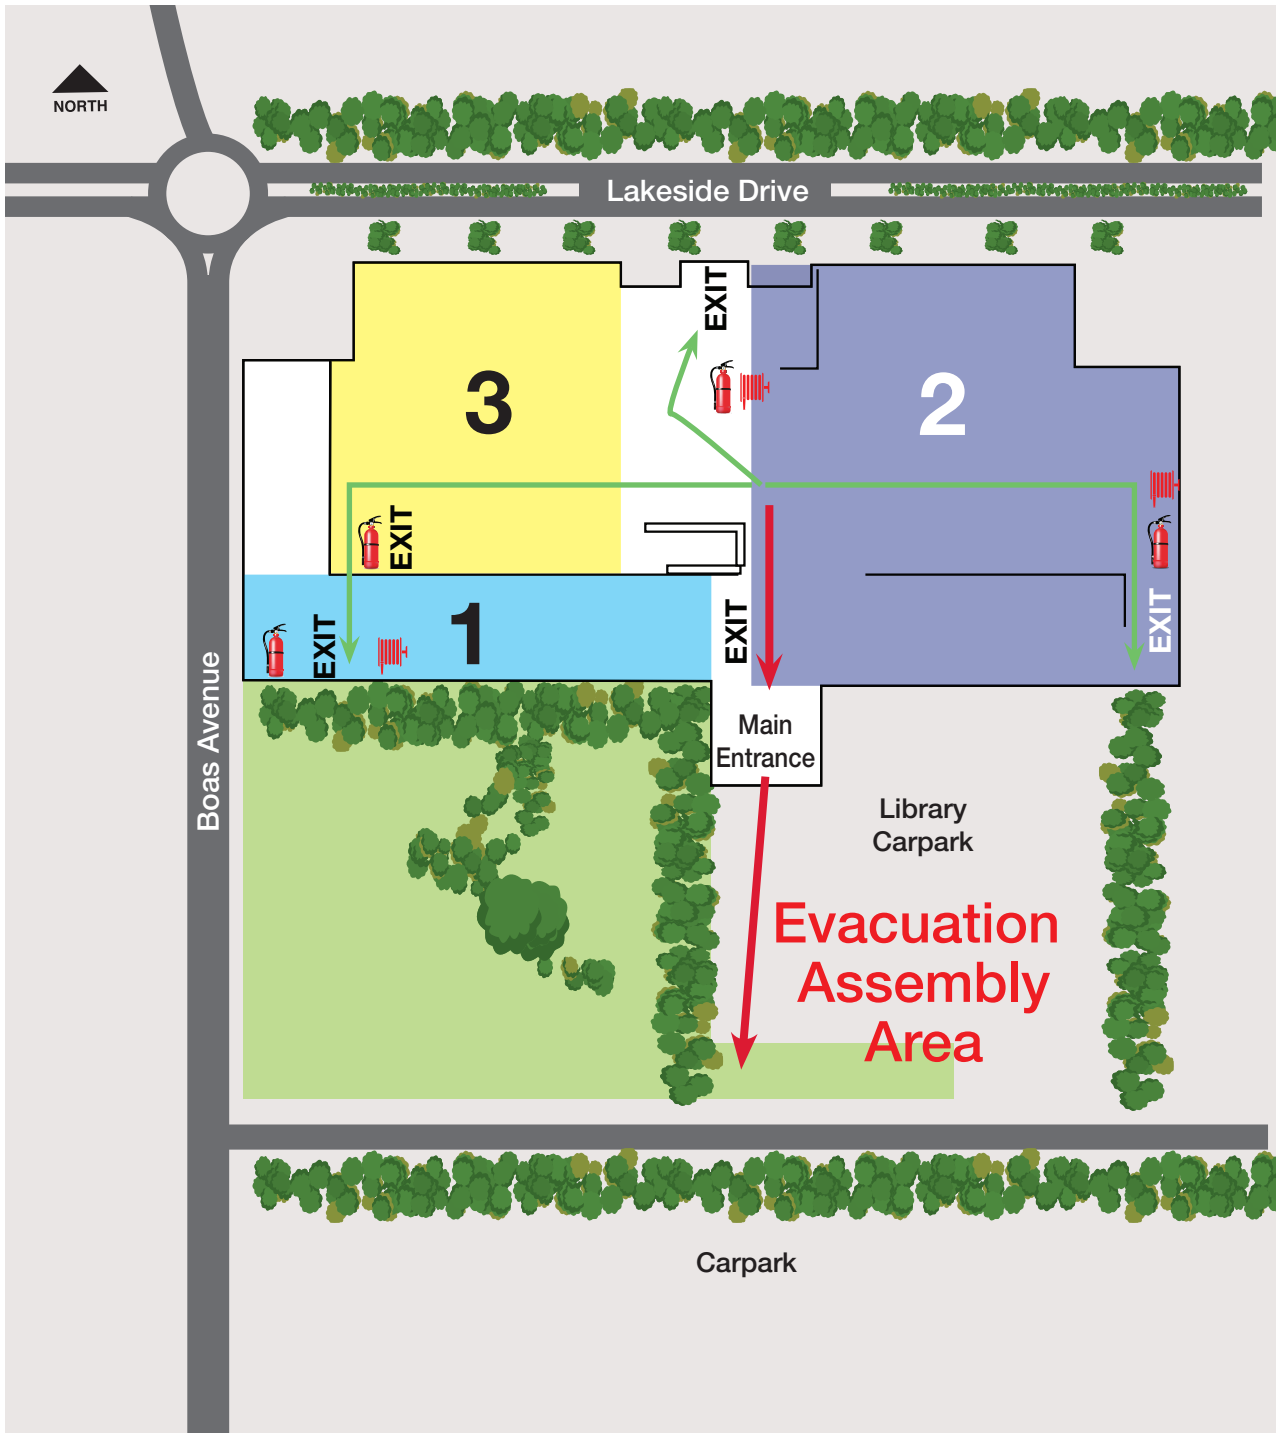 NORTH
Lakeside Drive
EXIT
3
2
EXIT
1
EXIT
EXIT
EXIT
Boas Avenue
Main
Entrance
Library
Carpark
Evacuation
Assembly
Area
Carpark